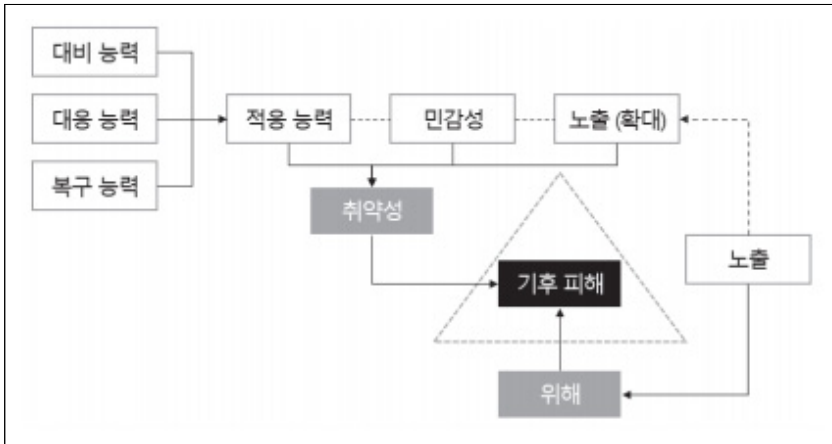 대비 능력
대응 능력
적응 능력
민감성
노출 (확대)
복구 능력
취약성
노출
기후 피해
위해